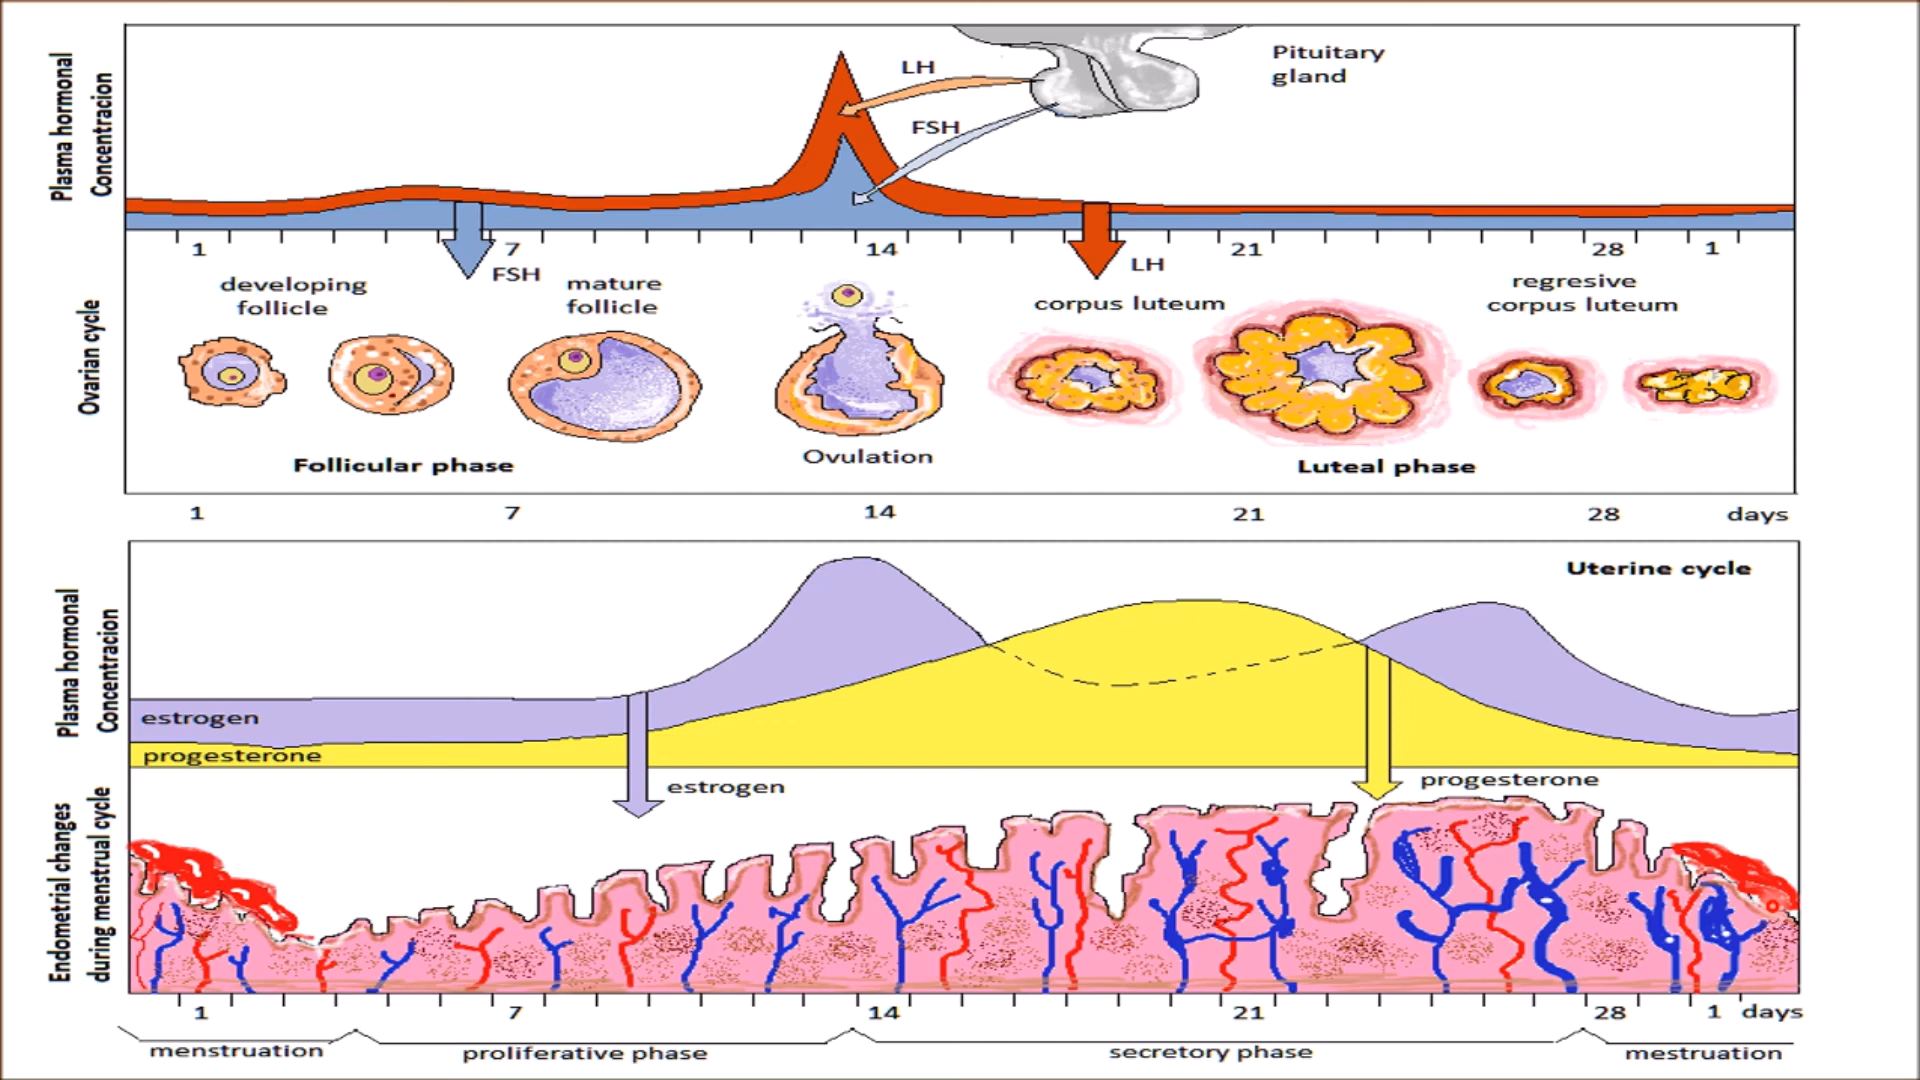 Plasma hormonal
Concentracion
LH
FSH
Pituitary
gland
1 7 14 21 28 1
FSH
LH
Ovarian cycle
developing
follicle
mature
follicle
corpus luteum
regresive
corpus luteum
Follicular phase
Ovulation
Luteal phase
1 7 14 21 28 days
Plasma hormonal
Concentracion
Uterine cycle
estrogen
progesterone
estrogen
progesterone
Endometrial changes
during menstrual cycle
1 7 14 21 28 1 days
menstruation
proliferative phase
secretory phase
mestruation